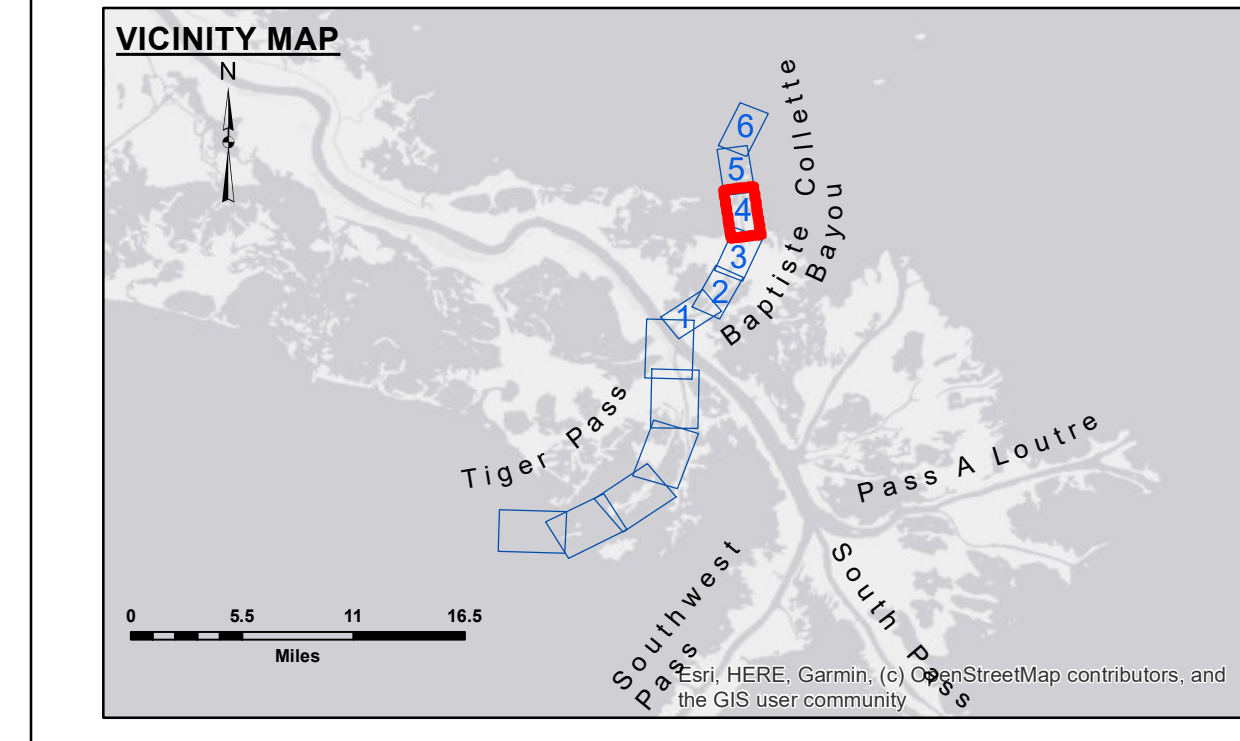 VICINITY MAP
N
6
5
4
3
2
1
Baptiste Collette
Bayou
Tiger Pass
Pass A Loutre
Southwest
Pass
South Pass
0 5.5 11 16.5
Miles
Esri, HERE, Garmin, (c) OpenStreetMap contributors, and
the GIS user community